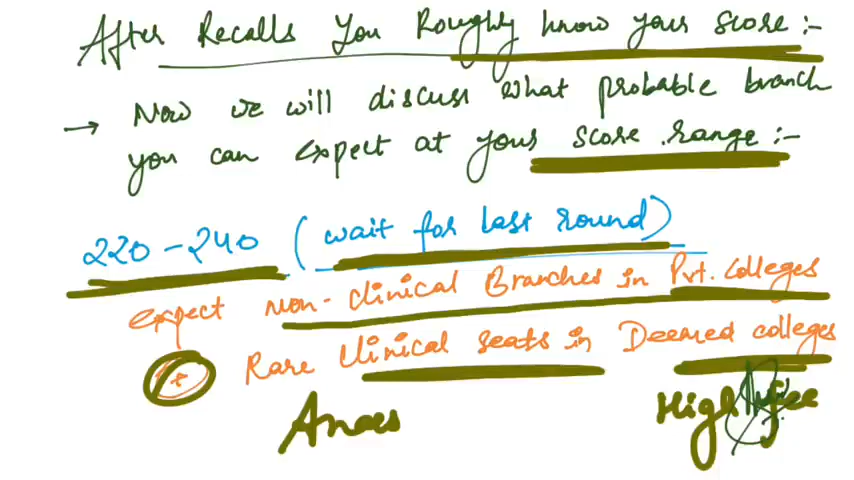 After Recalls You Roughly know your score :-
→ Now we will discuss what probable branch
you can expect at your score range :-
220-240 (wait for last round)
expect Non-clinical Branches in Pvt. Colleges
+ Rare Clinical seats in Deemed colleges
Anaes High fee